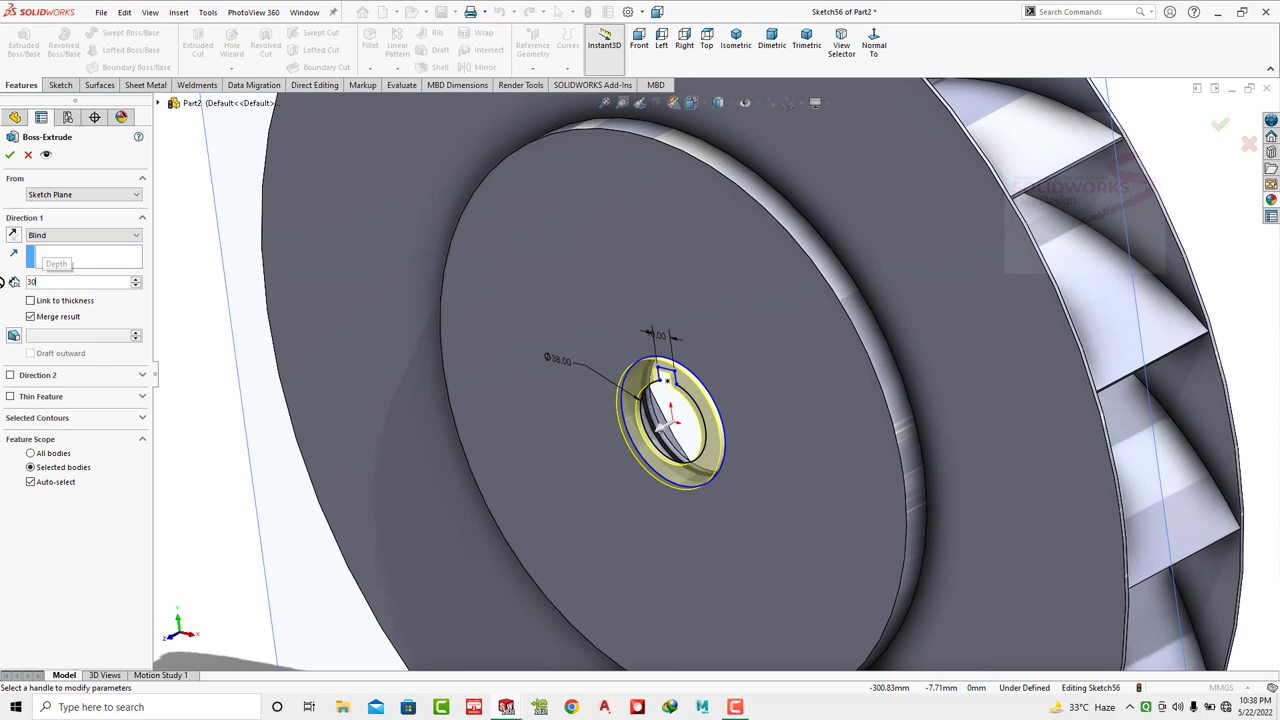 SOLIDWORKS File Edit View Insert Tools PhotoView 360 Window Sketch56 of Part2 * Search Commands
Extruded Boss/Base Revolved Boss/Base Swept Boss/Base Lofted Boss/Base Boundary Boss/Base Extruded Cut Hole Wizard Revolved Cut Swept Cut Lofted Cut Boundary Cut Fillet Linear Pattern Rib Draft Shell Wrap Intersect Mirror Reference Geometry Curves Instant3D Front Left Right Top Isometric Dimetric Trimetric View Selector Normal To
Features Sketch Surfaces Sheet Metal Weldments Data Migration Direct Editing Markup Evaluate MBD Dimensions Render Tools SOLIDWORKS Add-Ins MBD
Part2 (Default<<Default>...
Boss-Extrude
From
Sketch Plane
Direction 1
Blind
Depth
30
Link to thickness
Merge result
Draft outward
Direction 2
Thin Feature
Selected Contours
Feature Scope
All bodies
Selected bodies
Auto-select
Ø38.00
SOLIDWORKS
Design
Model 3D Views Motion Study 1
Select a handle to modify parameters -300.83mm -7.71mm 0mm Under Defined Editing Sketch56 MMGS
Type here to search 33°C Haze 10:38 PM
5/22/2022